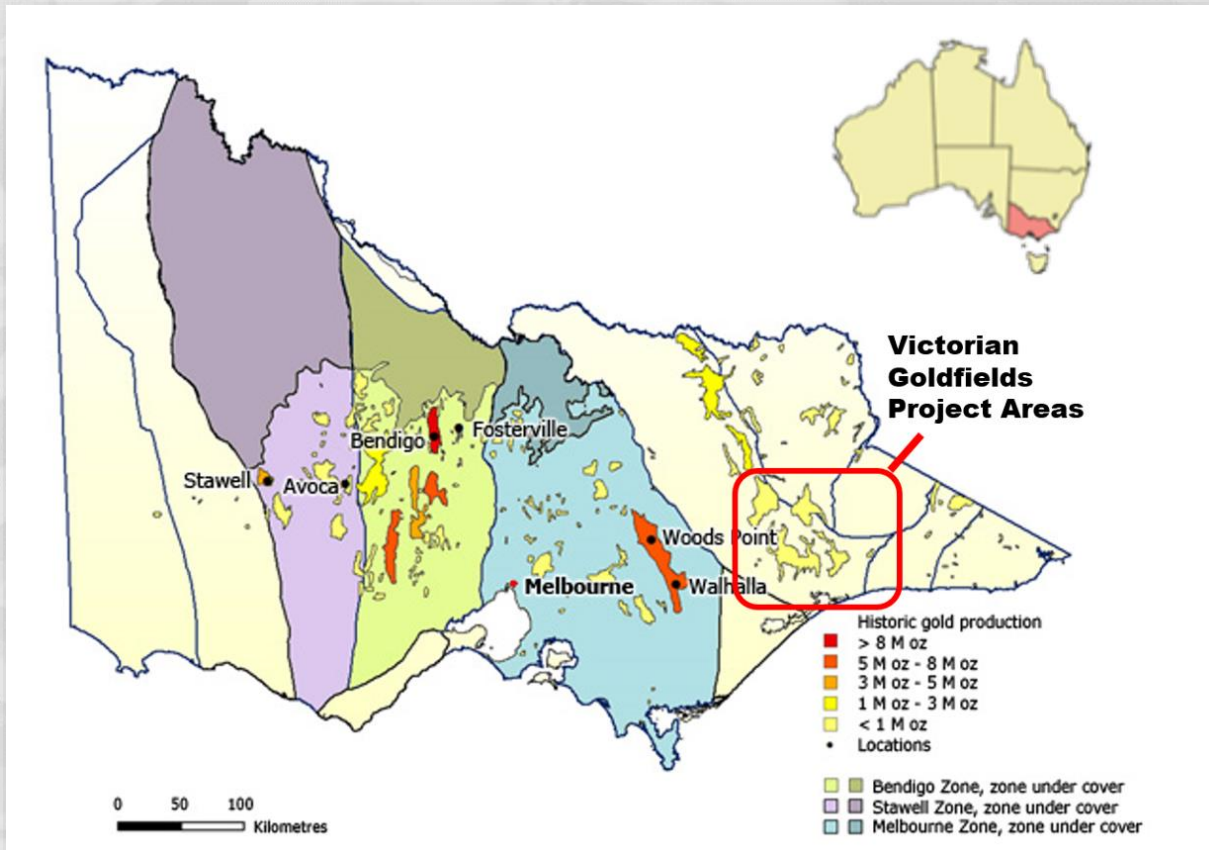 Victorian
Goldfields
Project Areas
Bendigo
Fosterville
Stawell
Avoca
Woods Point
Melbourne
Walhalla
Historic gold production
> 8 M oz
5 M oz - 8 M oz
3 M oz - 5 M oz
1 M oz - 3 M oz
< 1 M oz
Locations
Bendigo Zone, zone under cover
Stawell Zone, zone under cover
Melbourne Zone, zone under cover
0 50 100
Kilometres